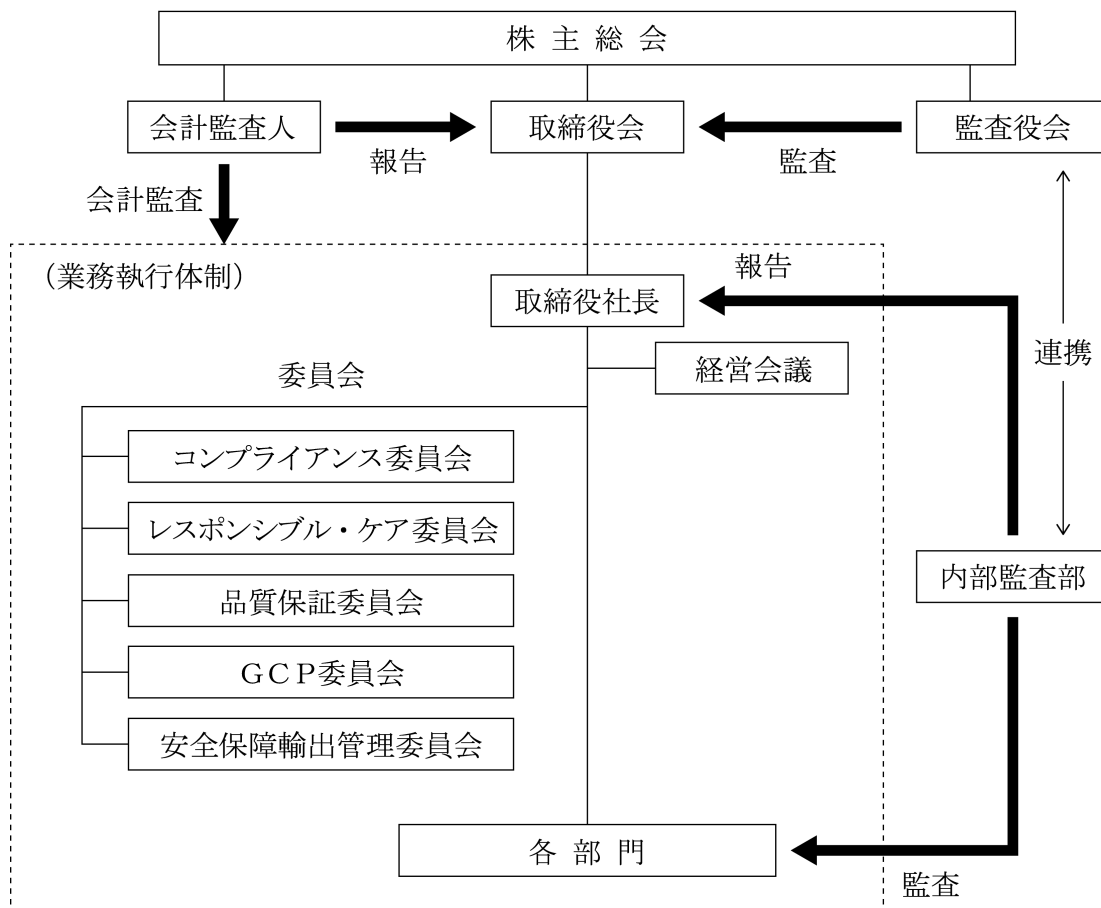 株主総会
会計監査人
取締役会
監査役会
報告
監査
会計監査
（業務執行体制）
報告
取締役社長
連携
経営会議
委員会
コンプライアンス委員会
レスポンシブル・ケア委員会
内部監査部
品質保証委員会
ＧＣＰ委員会
安全保障輸出管理委員会
各部門
監査